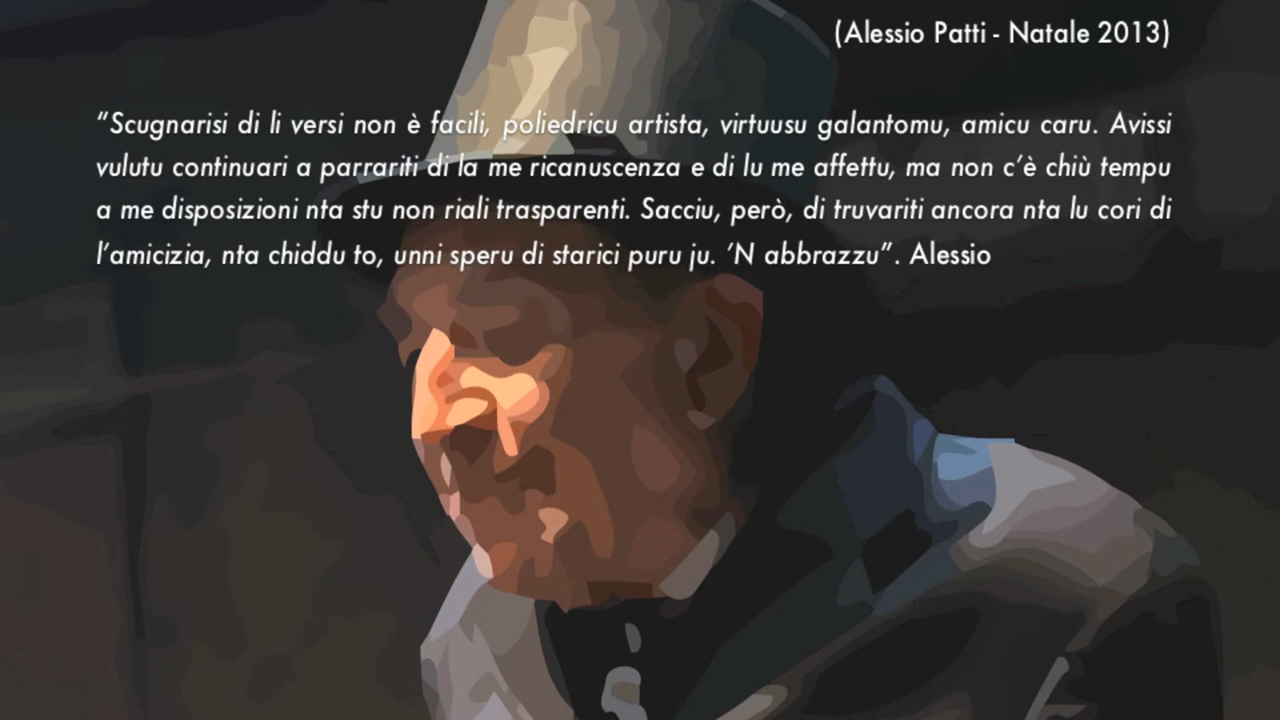 (Alessio Patti - Natale 2013)
“Scugnarisi di li versi non è facili, poliedricu artista, virtuusu galantomu, amicu caru. Avissi
vulutu continuari a parrariti di la me ricanuscenza e di lu me affettu, ma non c’è chiù tempu
a me disposizioni nta stu non riali trasparenti. Sacciu, però, di truvariti ancora nta lu cori di
l’amicizia, nta chiddu to, unni speru di starici puru ju. ’N abbrazzu”. Alessio